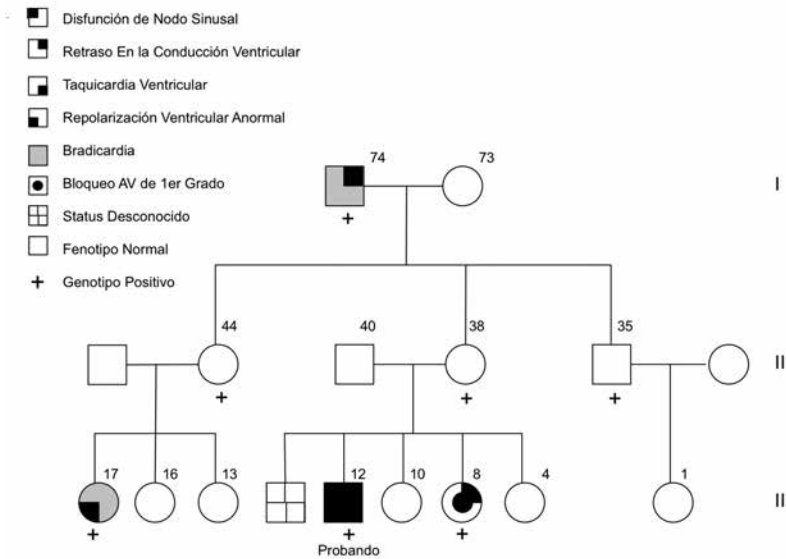 Disfunción de Nodo Sinusal
Retraso En la Conducción Ventricular
Taquicardia Ventricular
Repolarización Ventricular Anormal
Bradicardia
Bloqueo AV de 1er Grado
Status Desconocido
Fenotipo Normal
+ Genotipo Positivo
74 73
I
+
44 40 38 35
II
+ + +
17 16 13 12 10 8 4 1
II
+ + +
Probando